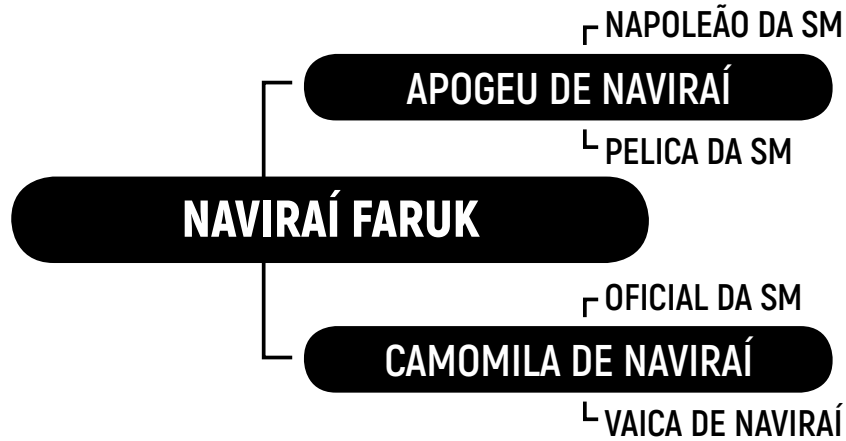 NAPOLEÃO DA SM
APOGEU DE NAVIRAÍ
PELICA DA SM
NAVIRAÍ FARUK
OFICIAL DA SM
CAMOMILA DE NAVIRAÍ
VAICA DE NAVIRAÍ